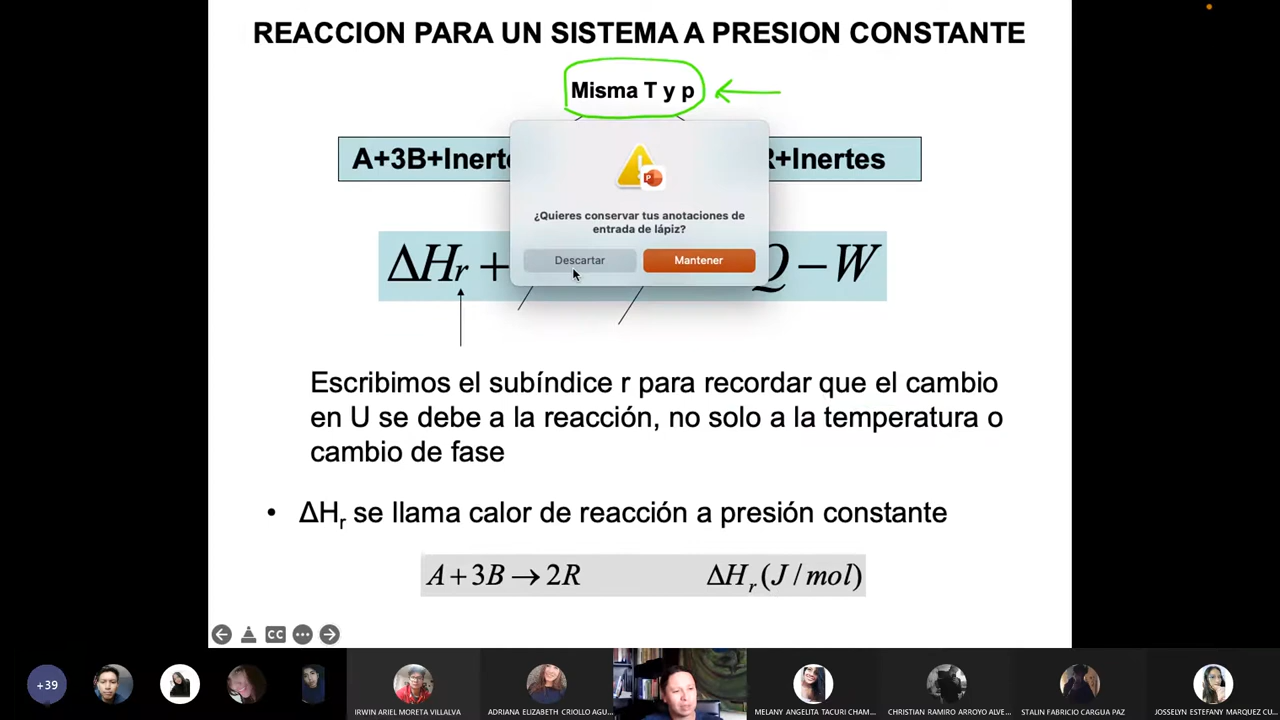 REACCION PARA UN SISTEMA A PRESION CONSTANTE
Misma T y p
A+3B+Inerte
R+Inertes
¿Quieres conservar tus anotaciones de
entrada de lápiz?
Descartar
Mantener
ΔHr +
Q – W
Escribimos el subíndice r para recordar que el cambio
en U se debe a la reacción, no solo a la temperatura o
cambio de fase
• ΔHr se llama calor de reacción a presión constante
A + 3B → 2R
ΔHr (J / mol)
CC
+39
IRWIN ARIEL MORETA VILLALVA
ADRIANA ELIZABETH CRIOLLO AGU...
MELANY ANGELITA TACURI CHAM...
CHRISTIAN RAMIRO ARROYO ALVE...
STALIN FABRICIO CARGUA PAZ
JOSSELYN ESTEFANY MARQUEZ CU...